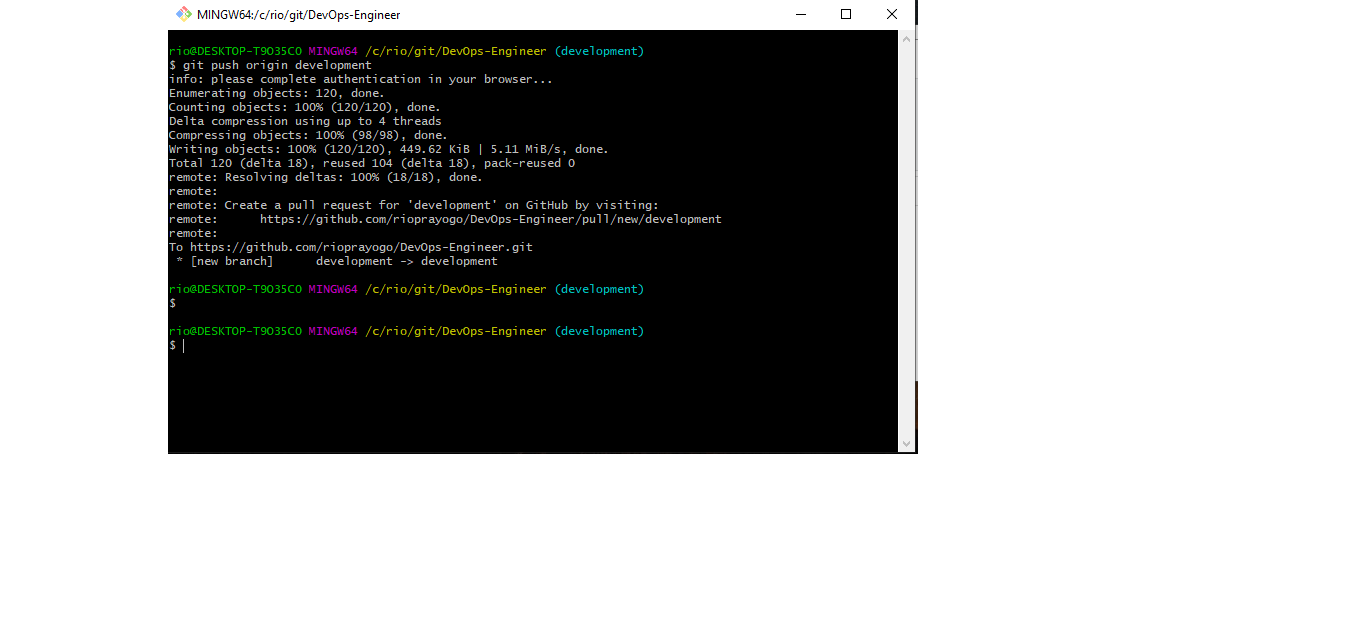 MINGW64:/c/rio/git/DevOps-Engineer
rio@DESKTOP-T9O35CO MINGW64 /c/rio/git/DevOps-Engineer (development)
$ git push origin development
info: please complete authentication in your browser...
Enumerating objects: 120, done.
Counting objects: 100% (120/120), done.
Delta compression using up to 4 threads
Compressing objects: 100% (98/98), done.
Writing objects: 100% (120/120), 449.62 KiB | 5.11 MiB/s, done.
Total 120 (delta 18), reused 104 (delta 18), pack-reused 0
remote: Resolving deltas: 100% (18/18), done.
remote:
remote: Create a pull request for 'development' on GitHub by visiting:
remote:      https://github.com/rioprayogo/DevOps-Engineer/pull/new/development
remote:
To https://github.com/rioprayogo/DevOps-Engineer.git
 * [new branch]      development -> development
rio@DESKTOP-T9O35CO MINGW64 /c/rio/git/DevOps-Engineer (development)
$
rio@DESKTOP-T9O35CO MINGW64 /c/rio/git/DevOps-Engineer (development)
$